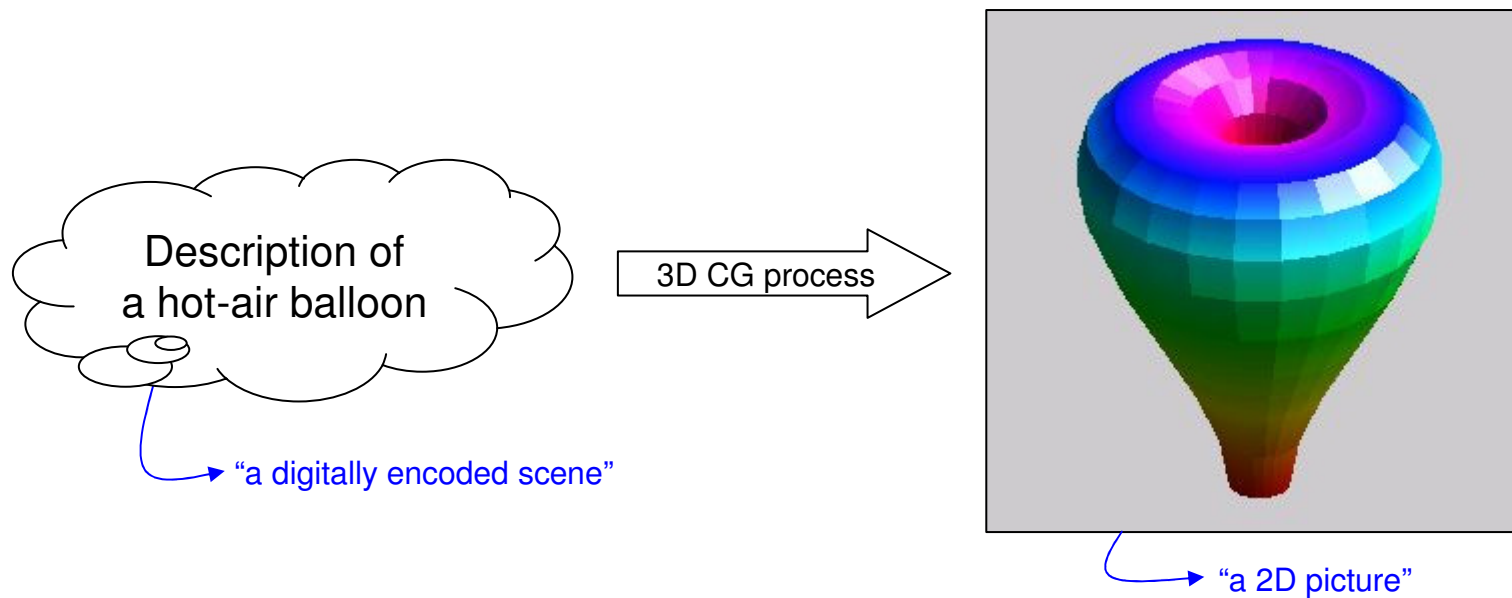 Description of
a hot-air balloon
3D CG process
“a digitally encoded scene”
“a 2D picture”